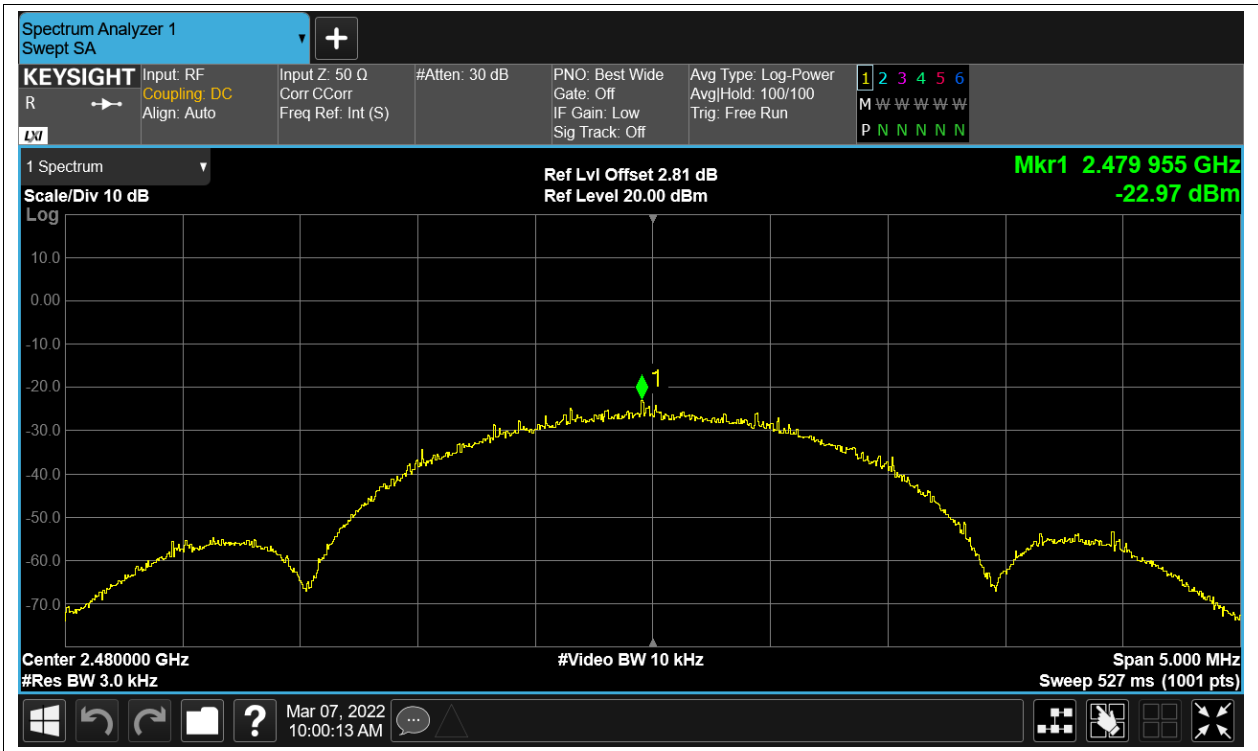 Spectrum Analyzer 1
Swept SA
+
KEYSIGHT
R
LXI
Input: RF
Coupling: DC
Align: Auto
Input Z: 50 Ω
Corr CCorr
Freq Ref: Int (S)
#Atten: 30 dB
PNO: Best Wide
Gate: Off
IF Gain: Low
Sig Track: Off
Avg Type: Log-Power
Avg|Hold: 100/100
Trig: Free Run
1 2 3 4 5 6
M W W W W W W
P N N N N N
1 Spectrum
Scale/Div 10 dB
Log
Ref Lvl Offset 2.81 dB
Ref Level 20.00 dBm
Mkr1 2.479 955 GHz
-22.97 dBm
10.0
0.00
-10.0
-20.0
-30.0
-40.0
-50.0
-60.0
-70.0
1
Center 2.480000 GHz
#Res BW 3.0 kHz
#Video BW 10 kHz
Span 5.000 MHz
Sweep 527 ms (1001 pts)
?
Mar 07, 2022
10:00:13 AM